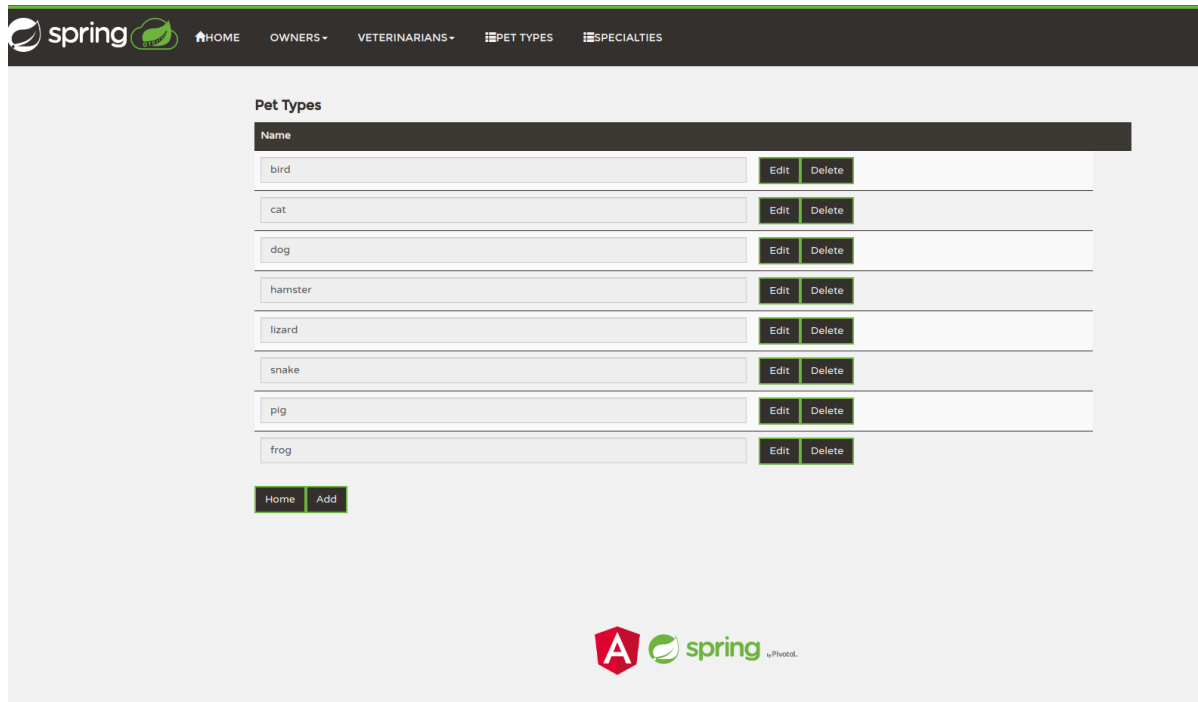 spring HOME OWNERS VETERINARIANS PET TYPES SPECIALTIES
Pet Types
Name
bird Edit Delete
cat Edit Delete
dog Edit Delete
hamster Edit Delete
lizard Edit Delete
snake Edit Delete
pig Edit Delete
frog Edit Delete
Home Add
A spring by Pivotal.